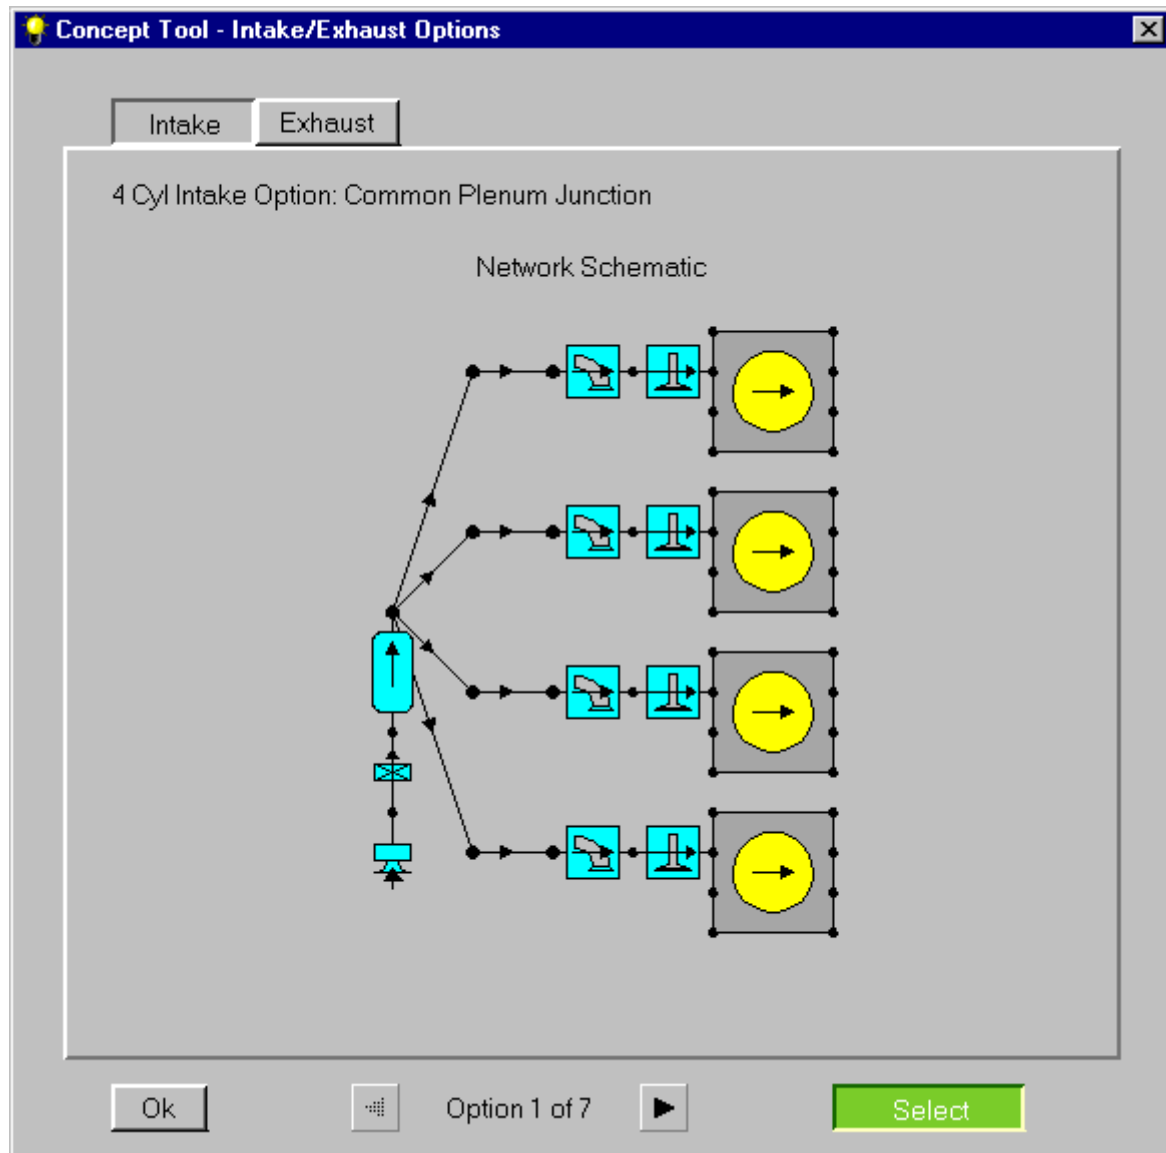 Concept Tool - Intake/Exhaust Options
Intake Exhaust
4 Cyl Intake Option: Common Plenum Junction
Network Schematic
Ok Option 1 of 7 Select